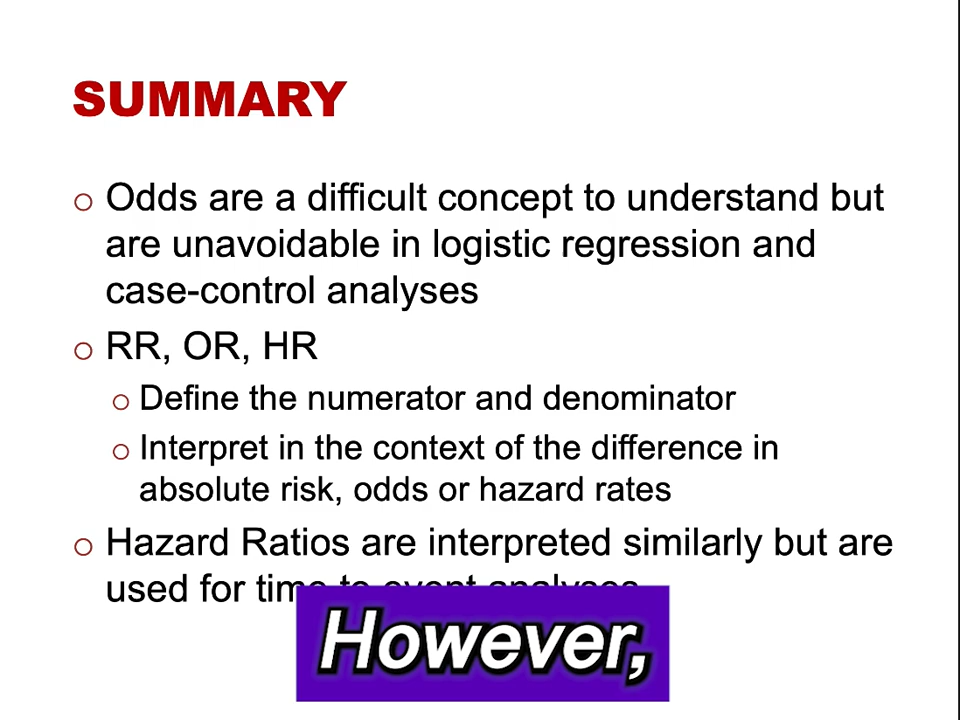 SUMMARY
Odds are a difficult concept to understand but
are unavoidable in logistic regression and
case-control analyses
RR, OR, HR
Define the numerator and denominator
Interpret in the context of the difference in
absolute risk, odds or hazard rates
Hazard Ratios are interpreted similarly but are
used for time to event analyses
However,